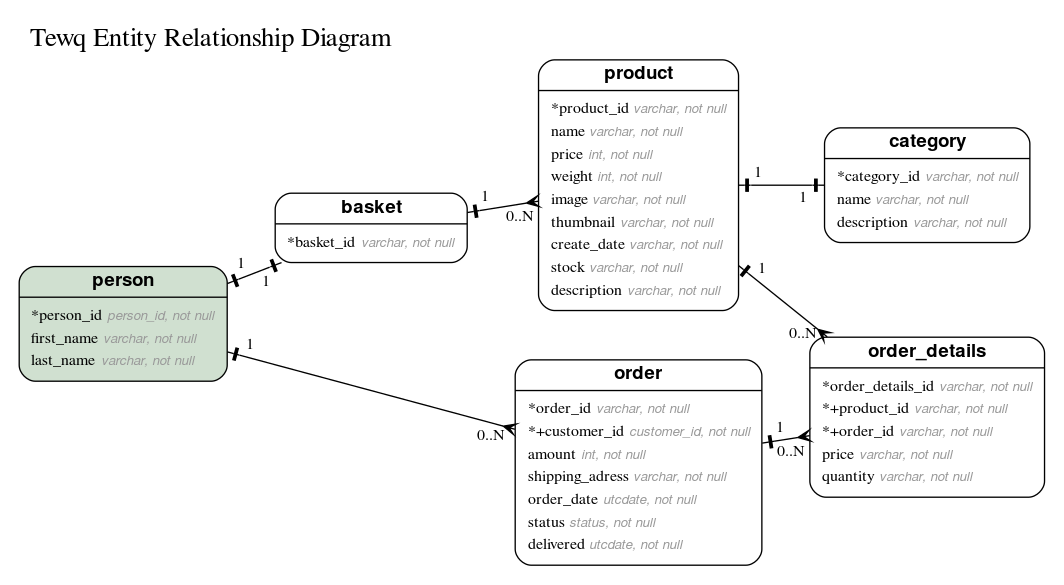 Tewq Entity Relationship Diagram
product
*product_id varchar, not null
name varchar, not null
price int, not null
weight int, not null
image varchar, not null
thumbnail varchar, not null
create_date varchar, not null
stock varchar, not null
description varchar, not null
category
*category_id varchar, not null
name varchar, not null
description varchar, not null
1
1
basket
*basket_id varchar, not null
1
0..N
person
*person_id person_id, not null
first_name varchar, not null
last_name varchar, not null
1
1
1
0..N
1
0..N
order
*order_id varchar, not null
*+customer_id customer_id, not null
amount int, not null
shipping_adress varchar, not null
order_date utcdate, not null
status status, not null
delivered utcdate, not null
1
0..N
order_details
*order_details_id varchar, not null
*+product_id varchar, not null
*+order_id varchar, not null
price varchar, not null
quantity varchar, not null